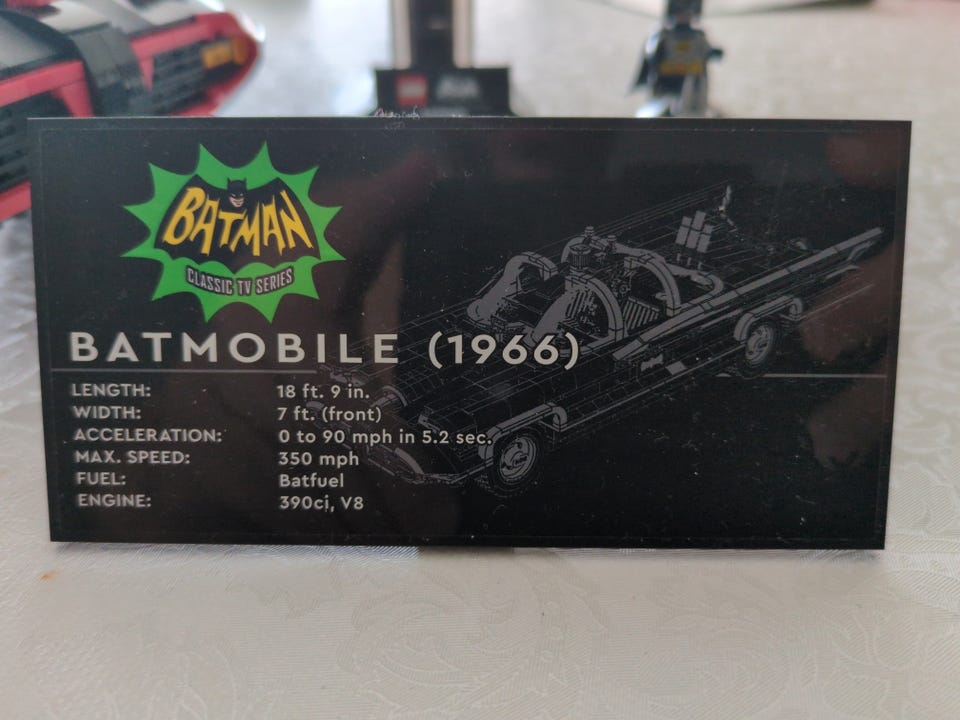 BATMAN
CLASSIC TV SERIES
BATMOBILE (1966)
LENGTH: 18 ft. 9 in.
WIDTH: 7 ft. (front)
ACCELERATION: 0 to 90 mph in 5.2 sec.
MAX. SPEED: 350 mph
FUEL: Batfuel
ENGINE: 390ci, V8